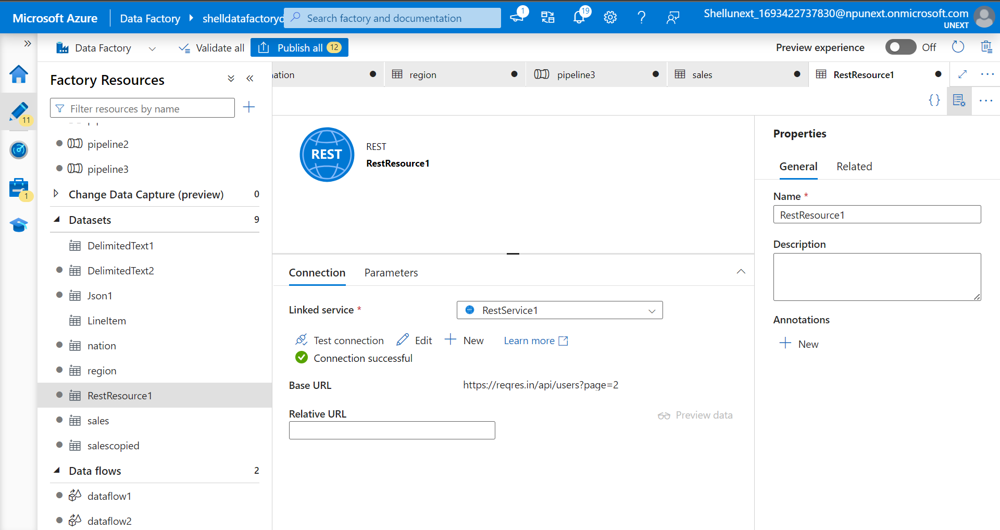 Microsoft Azure
Data Factory
shelldatafactoryc
Search factory and documentation
1
19
Shellunext_1693422737830@npunext.onmicrosoft.com
UNEXT
Data Factory
Validate all
Publish all 12
Preview experience
Off
11
1
Factory Resources
Filter resources by name
pipeline2
pipeline3
Change Data Capture (preview) 0
Datasets 9
DelimitedText1
DelimitedText2
Json1
LineItem
nation
region
RestResource1
sales
salescopied
Data flows 2
dataflow1
dataflow2
ation
region
pipeline3
sales
RestResource1
{}
REST
REST
RestResource1
Connection
Parameters
Linked service *
RestService1
Test connection
Edit
New
Learn more
Connection successful
Base URL
https://reqres.in/api/users?page=2
Relative URL
Preview data
Properties
General
Related
Name *
RestResource1
Description
Annotations
New